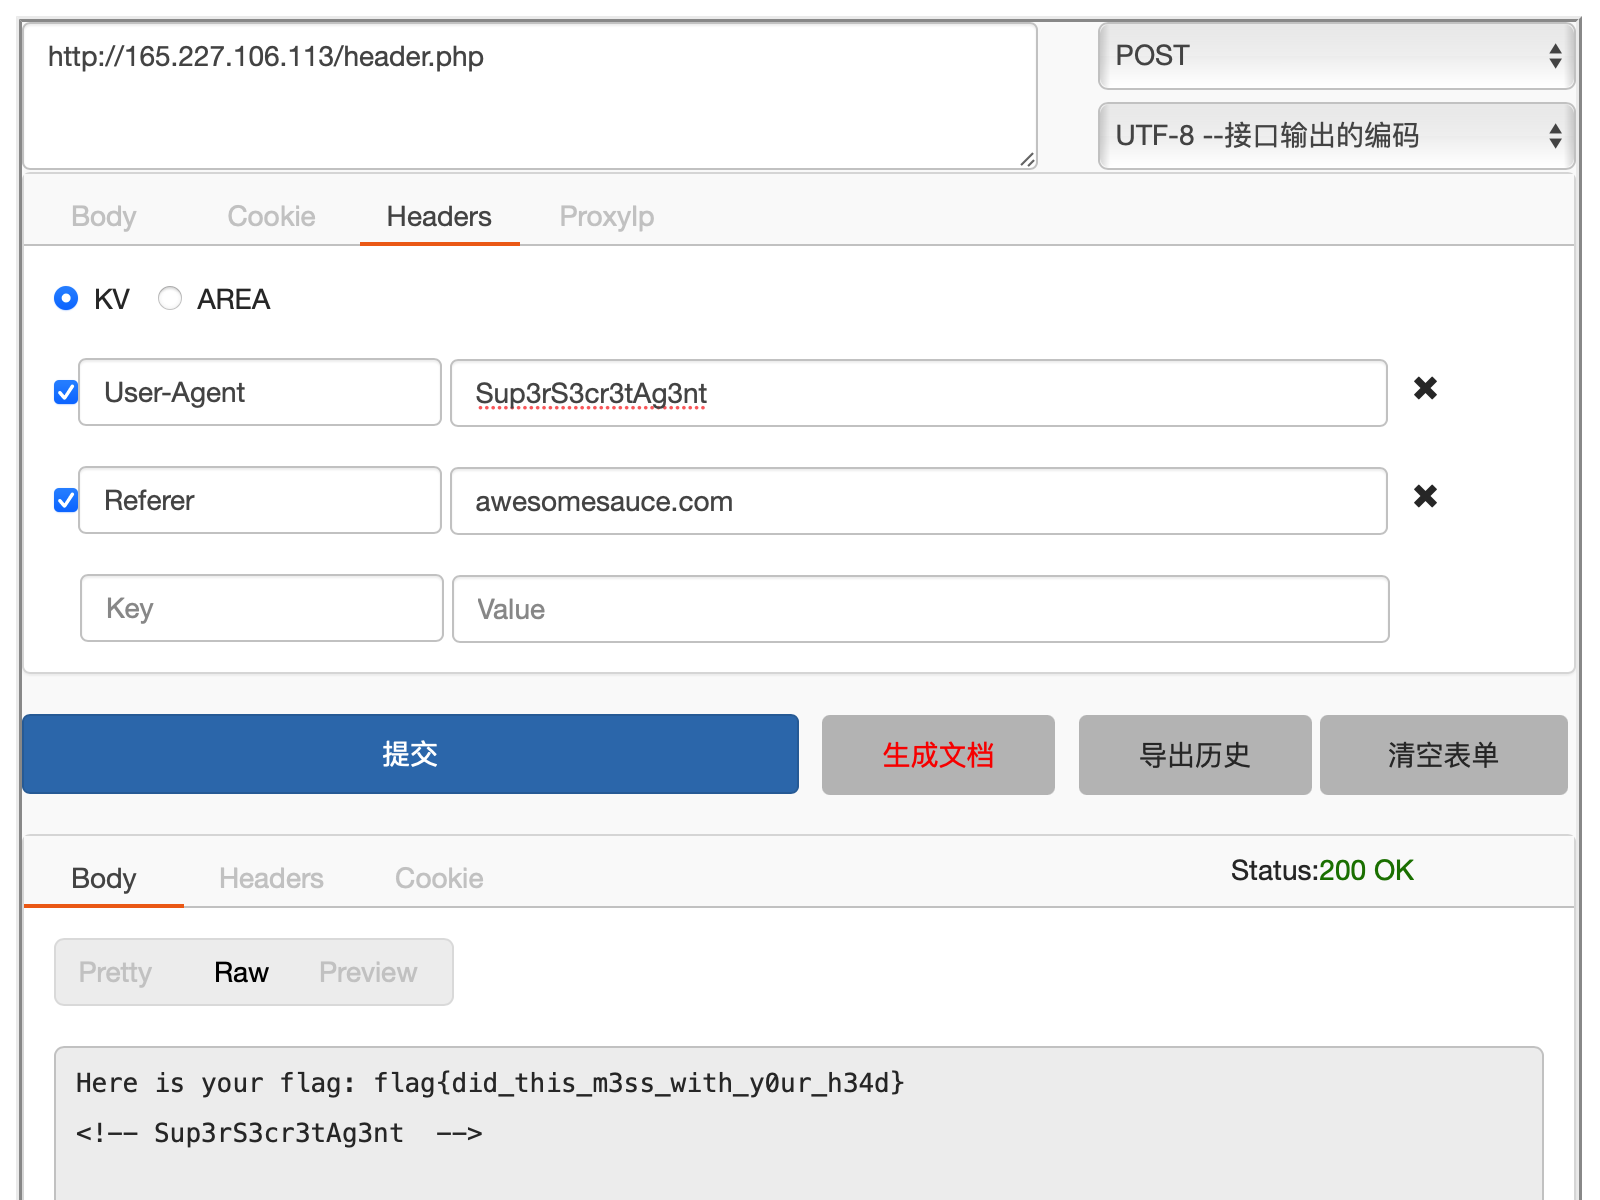 http://165.227.106.113/header.php
POST
UTF-8 --接口输出的编码
Body Cookie Headers ProxyIp
KV AREA
User-Agent Sup3rS3cr3tAg3nt
Referer awesomesauce.com
Key Value
提交 生成文档 导出历史 清空表单
Body Headers Cookie Status:200 OK
Pretty Raw Preview
Here is your flag: flag{did_this_m3ss_with_y0ur_h34d}
<!-- Sup3rS3cr3tAg3nt  -->